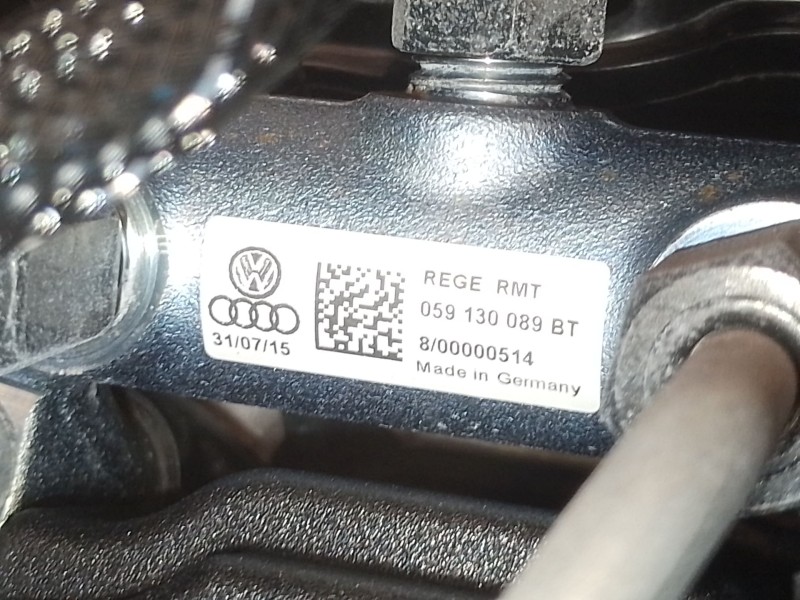 REGE RMT
059 130 089 BT
8/00000514
Made in Germany
31/07/15